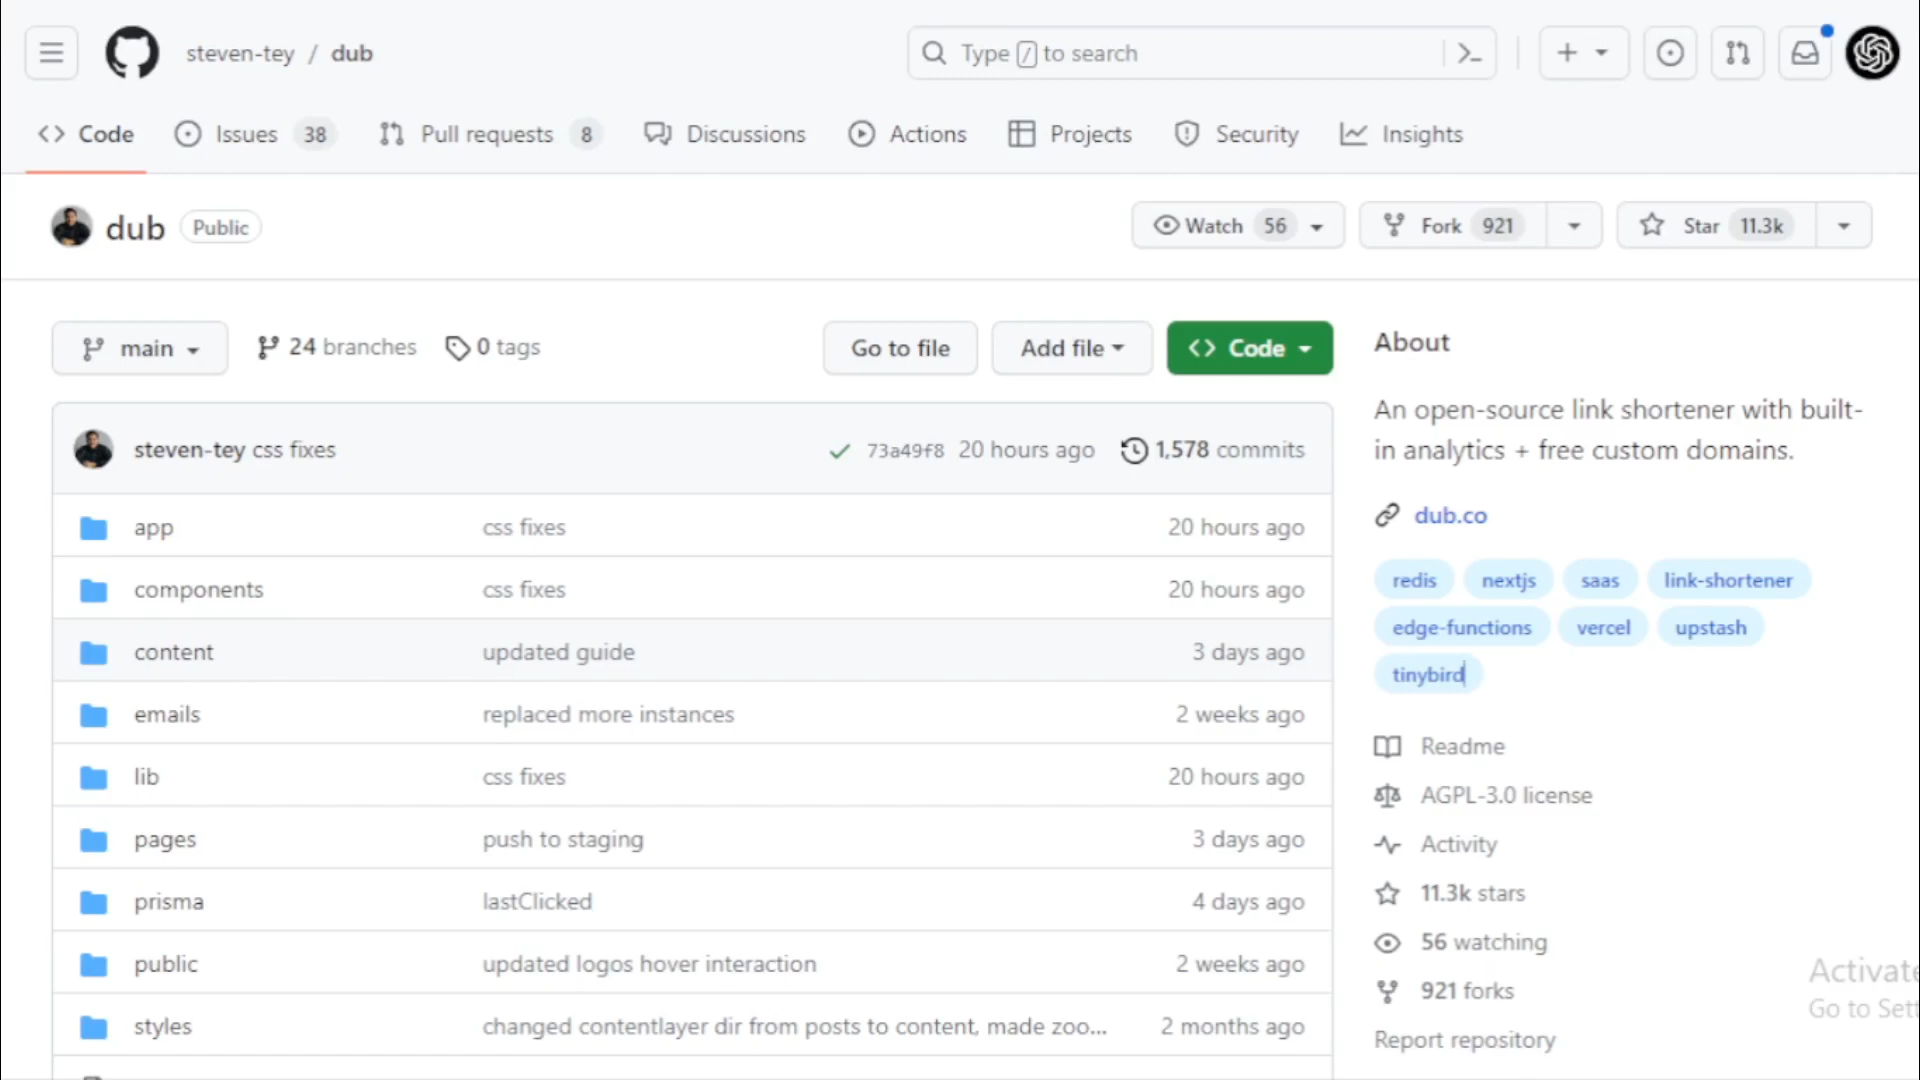 steven-tey / dub
Type / to search
Code
Issues 38
Pull requests 8
Discussions
Actions
Projects
Security
Insights
dub Public
Watch 56
Fork 921
Star 11.3k
main
24 branches
0 tags
Go to file
Add file
Code
steven-tey css fixes
73a49f8 20 hours ago
1,578 commits
app css fixes 20 hours ago
components css fixes 20 hours ago
content updated guide 3 days ago
emails replaced more instances 2 weeks ago
lib css fixes 20 hours ago
pages push to staging 3 days ago
prisma lastClicked 4 days ago
public updated logos hover interaction 2 weeks ago
styles changed contentlayer dir from posts to content, made zoo... 2 months ago
About
An open-source link shortener with built-
in analytics + free custom domains.
dub.co
redis nextjs saas link-shortener
edge-functions vercel upstash
tinybird
Readme
AGPL-3.0 license
Activity
11.3k stars
56 watching
921 forks
Report repository
Activate
Go to Sett